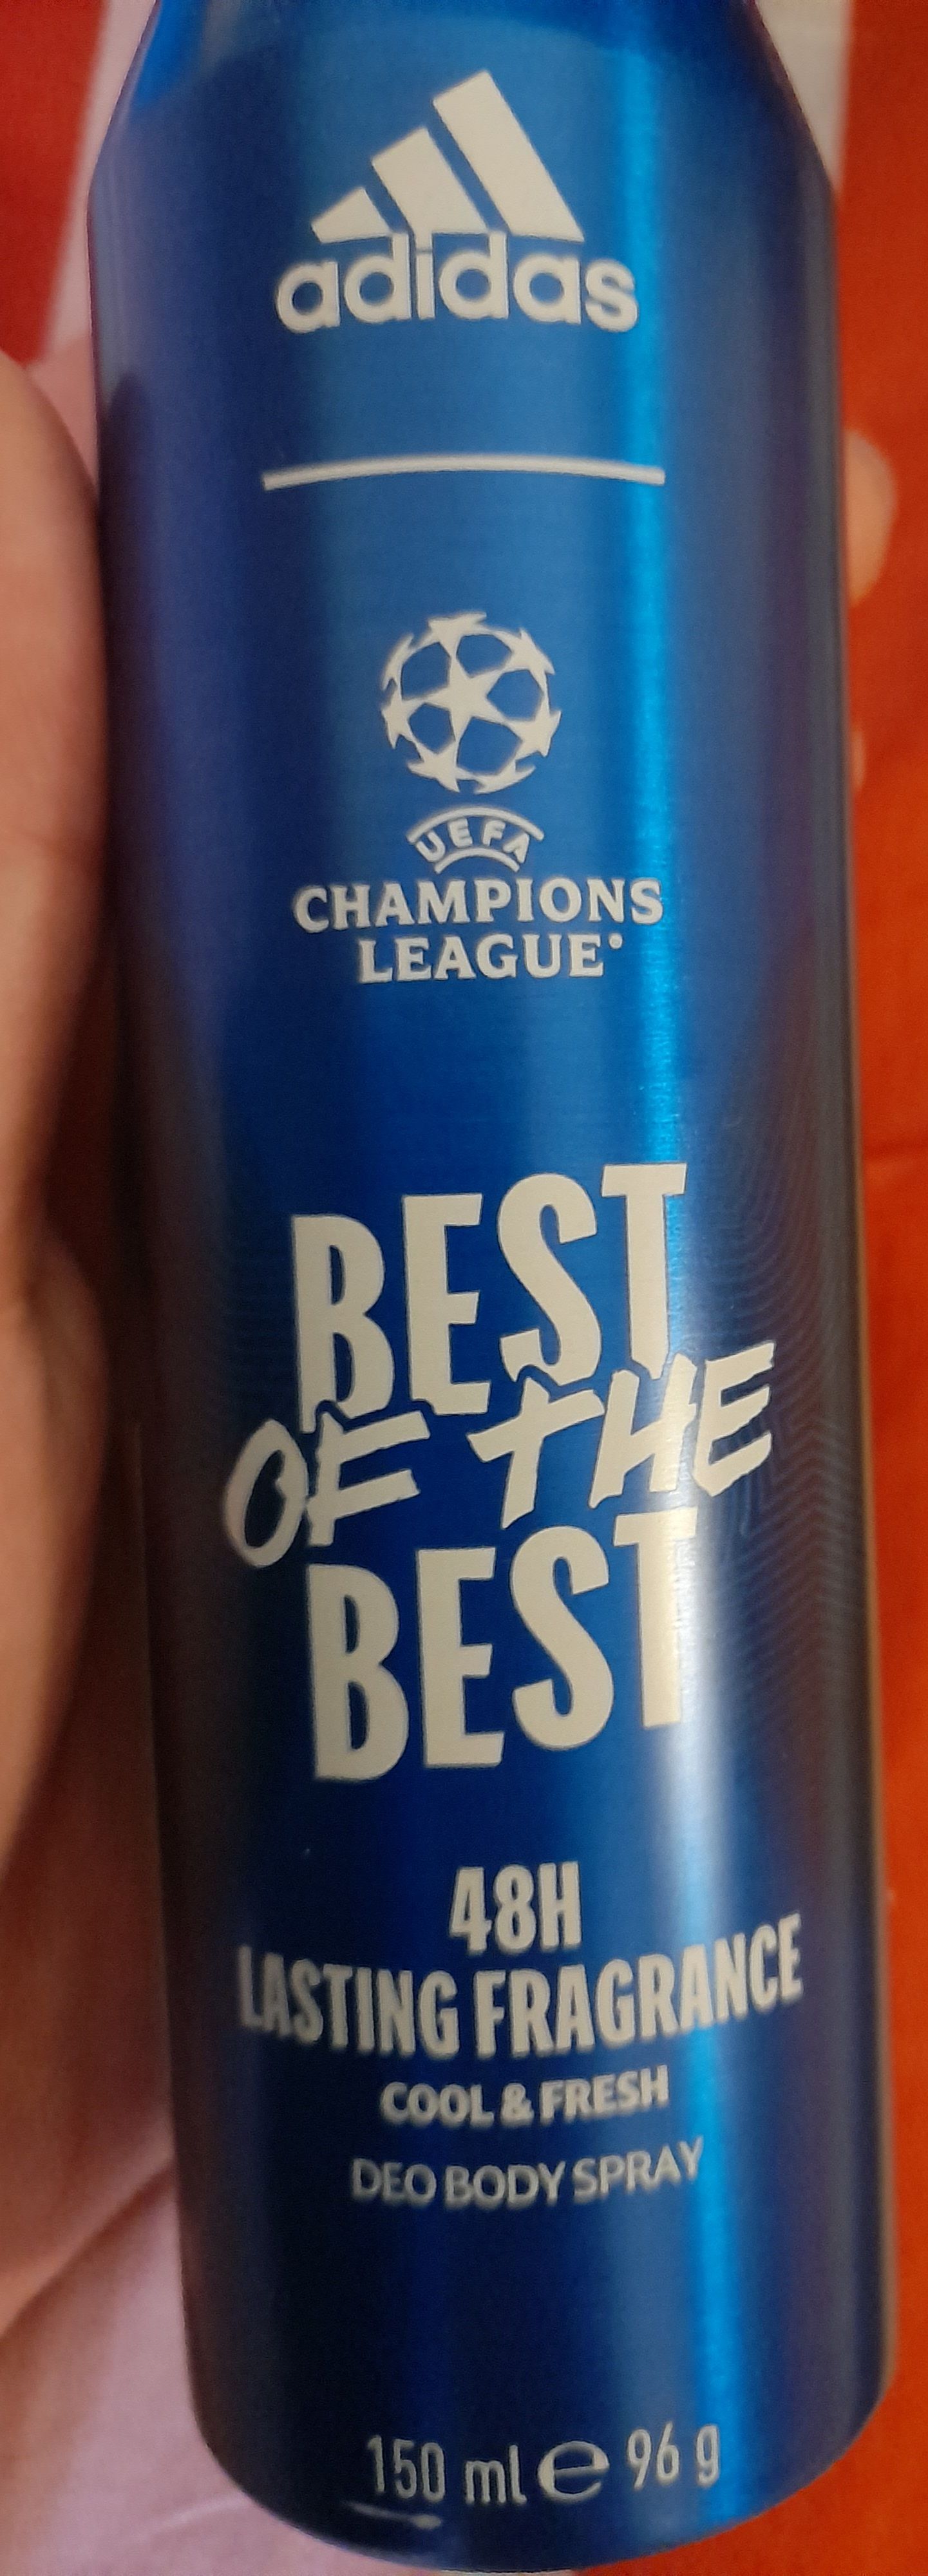 adidas
UEFA
CHAMPIONS
LEAGUE
BEST
OF THE
BEST
48H
LASTING FRAGRANCE
COOL & FRESH
DEO BODY SPRAY
150 ml e 96 g